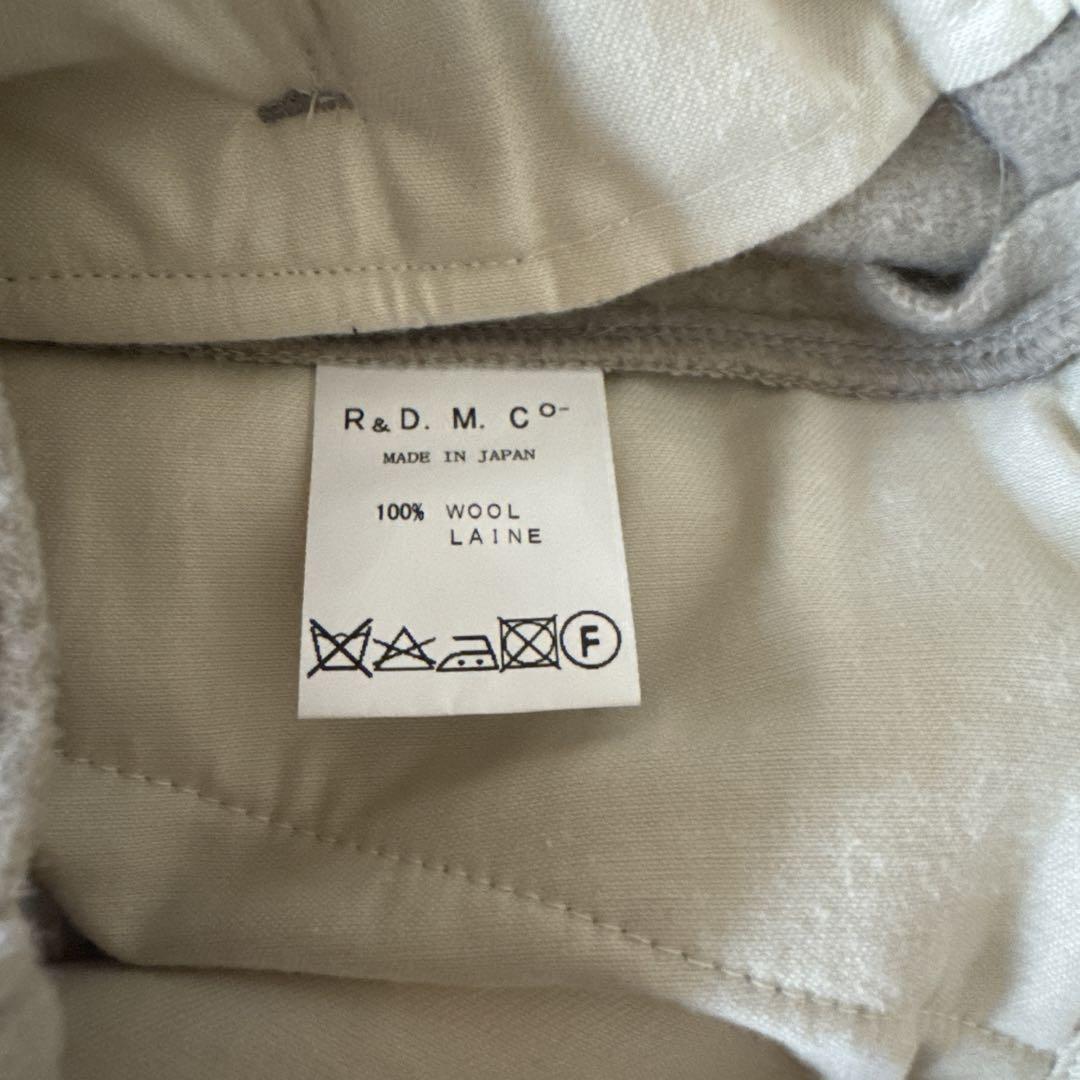 R & D. M. Co-
MADE IN JAPAN
100% WOOL
LAINE
F